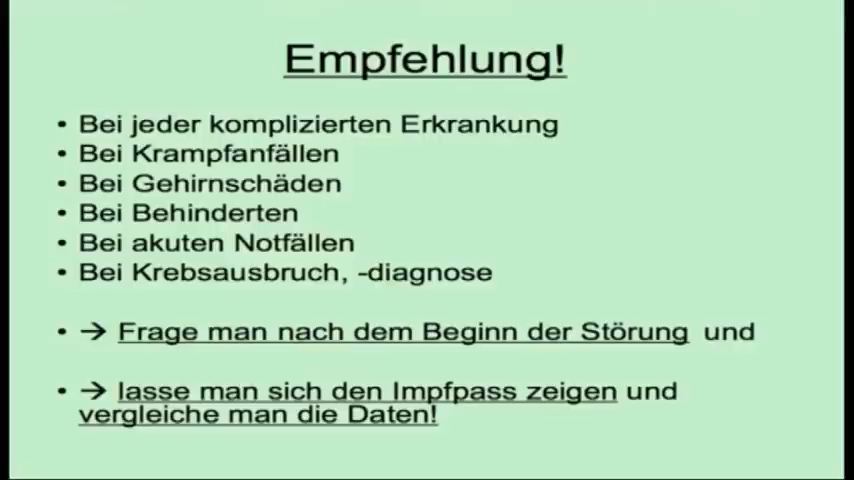 Empfehlung!
• Bei jeder komplizierten Erkrankung
• Bei Krampfanfällen
• Bei Gehirnschäden
• Bei Behinderten
• Bei akuten Notfällen
• Bei Krebsausbruch, -diagnose
• → Frage man nach dem Beginn der Störung und
• → lasse man sich den Impfpass zeigen und
vergleiche man die Daten!